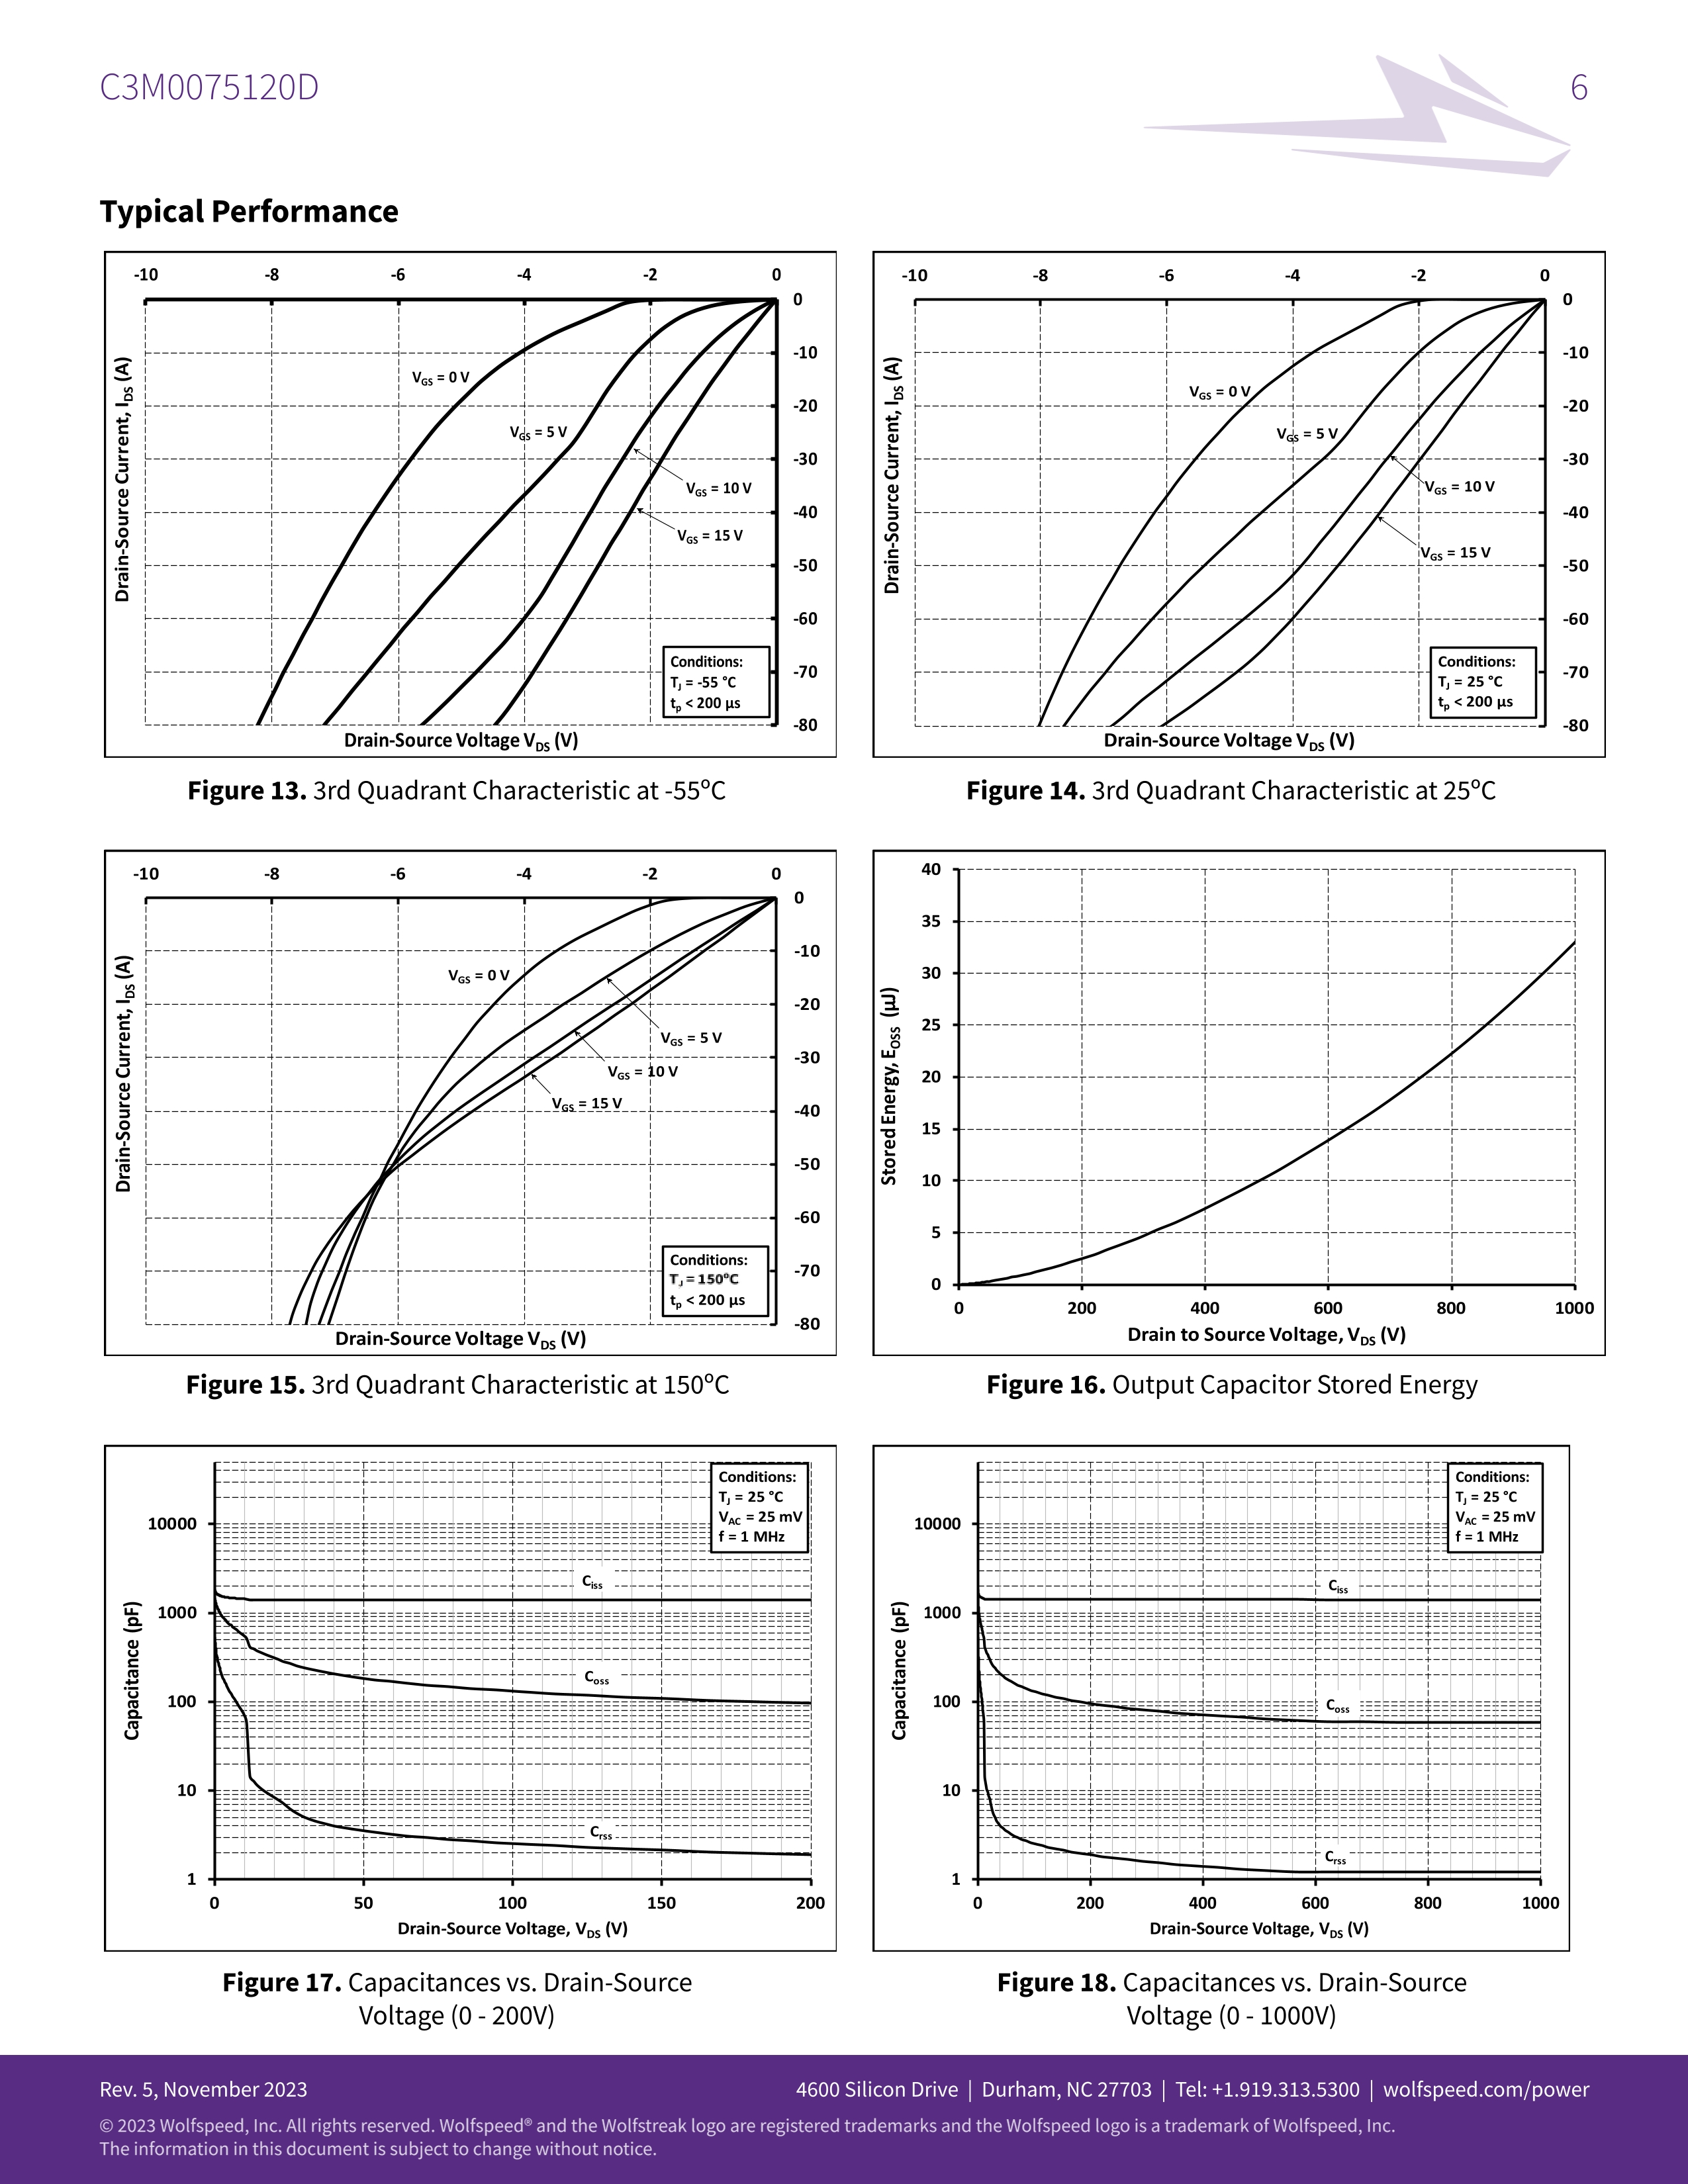 C3M0075120D
6
Typical Performance
-10 -8 -6 -4 -2 0
0
-10
-20
-30
-40
-50
-60
-70
-80
Drain-Source Current, IDS (A)
VGS = 0 V
VGS = 5 V
VGS = 10 V
VGS = 15 V
Conditions:
TJ = -55 °C
tp < 200 µs
Drain-Source Voltage VDS (V)
Figure 13. 3rd Quadrant Characteristic at -55ºC
-10 -8 -6 -4 -2 0
0
-10
-20
-30
-40
-50
-60
-70
-80
Drain-Source Current, IDS (A)
VGS = 0 V
VGS = 5 V
VGS = 10 V
VGS = 15 V
Conditions:
TJ = 25 °C
tp < 200 µs
Drain-Source Voltage VDS (V)
Figure 14. 3rd Quadrant Characteristic at 25ºC
-10 -8 -6 -4 -2 0
0
-10
-20
-30
-40
-50
-60
-70
-80
Drain-Source Current, IDS (A)
VGS = 0 V
VGS = 5 V
VGS = 10 V
VGS = 15 V
Conditions:
TJ = 150ºC
tp < 200 µs
Drain-Source Voltage VDS (V)
Figure 15. 3rd Quadrant Characteristic at 150ºC
40
35
30
25
20
15
10
5
0
Stored Energy, EOSS (µJ)
0 200 400 600 800 1000
Drain to Source Voltage, VDS (V)
Figure 16. Output Capacitor Stored Energy
Conditions:
TJ = 25 °C
VAC = 25 mV
f = 1 MHz
10000
1000
100
10
1
Capacitance (pF)
Ciss
Coss
Crss
0 50 100 150 200
Drain-Source Voltage, VDS (V)
Figure 17. Capacitances vs. Drain-Source
Voltage (0 - 200V)
Conditions:
TJ = 25 °C
VAC = 25 mV
f = 1 MHz
10000
1000
100
10
1
Capacitance (pF)
Ciss
Coss
Crss
0 200 400 600 800 1000
Drain-Source Voltage, VDS (V)
Figure 18. Capacitances vs. Drain-Source
Voltage (0 - 1000V)
Rev. 5, November 2023
4600 Silicon Drive | Durham, NC 27703 | Tel: +1.919.313.5300 | wolfspeed.com/power
© 2023 Wolfspeed, Inc. All rights reserved. Wolfspeed® and the Wolfstreak logo are registered trademarks and the Wolfspeed logo is a trademark of Wolfspeed, Inc.
The information in this document is subject to change without notice.